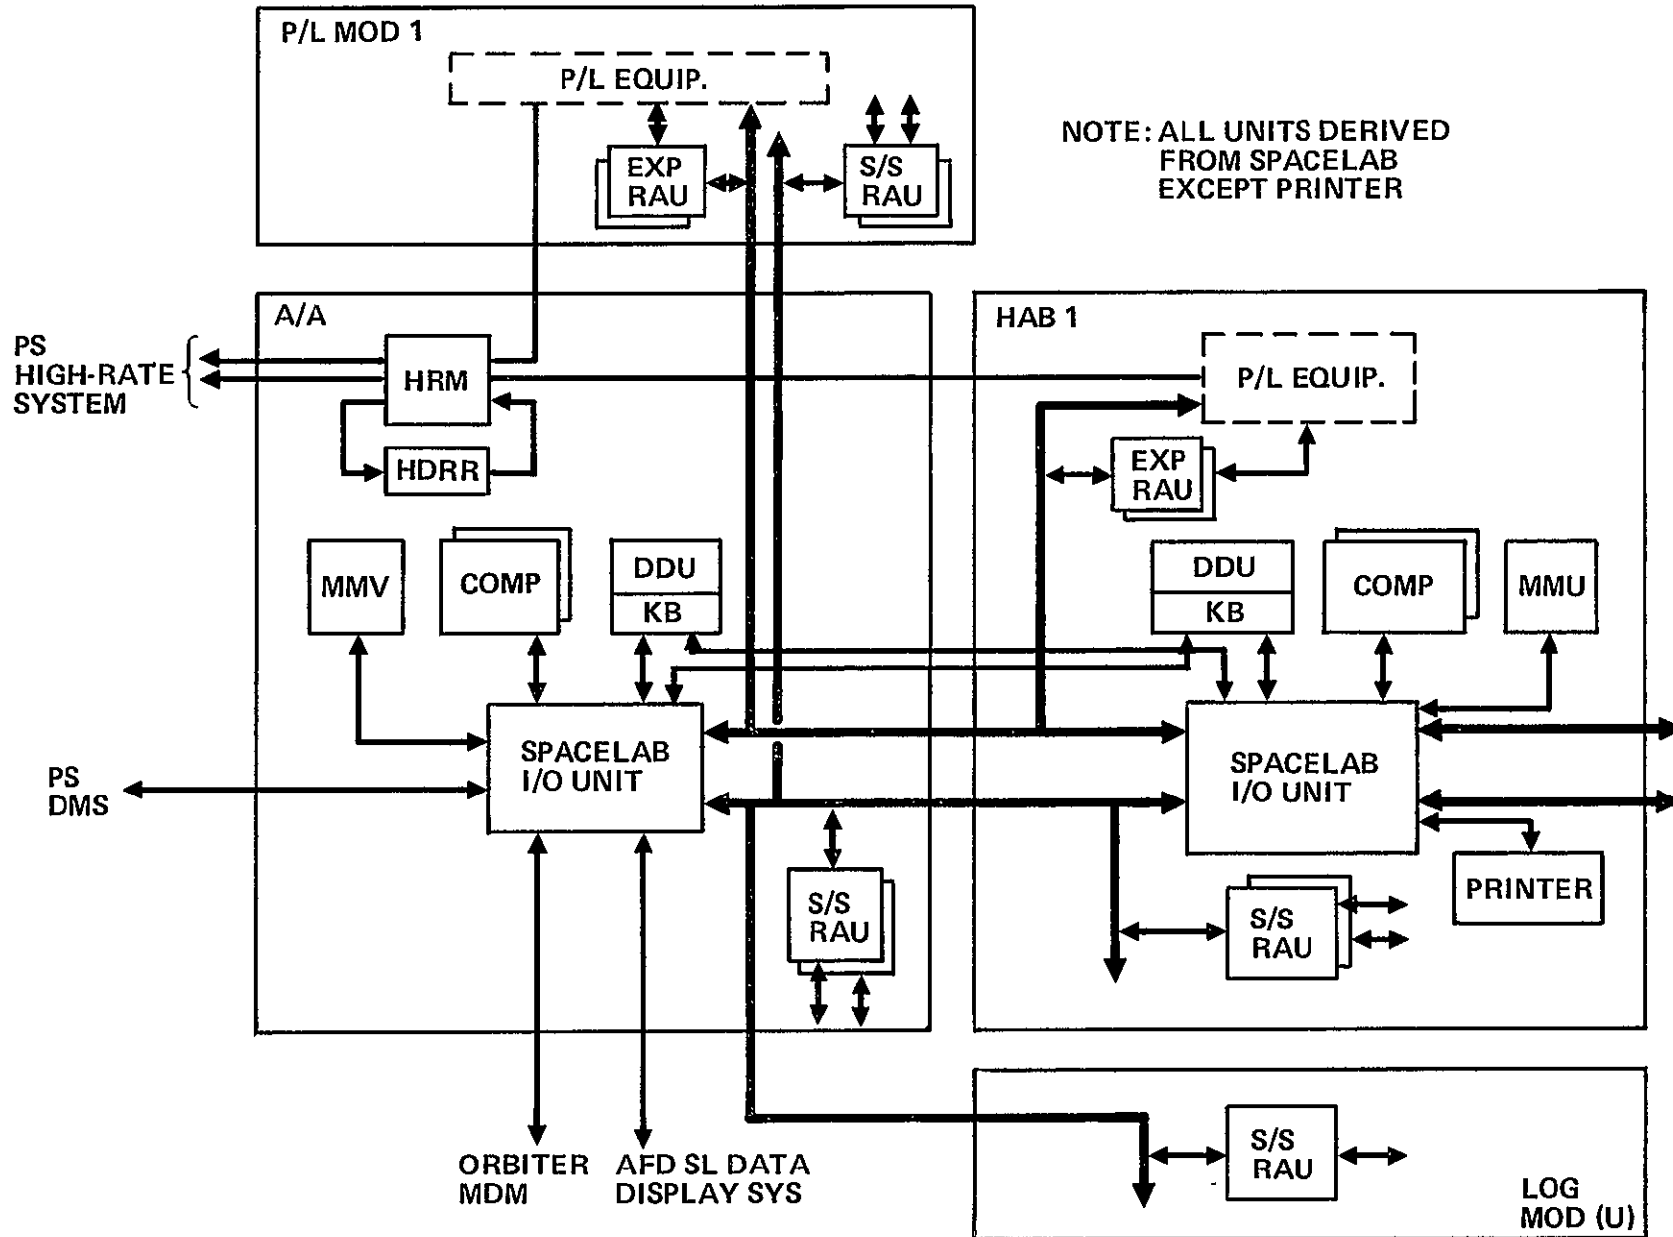 P/L MOD 1
P/L EQUIP.
EXP
RAU
S/S
RAU
NOTE: ALL UNITS DERIVED
FROM SPACELAB
EXCEPT PRINTER
A/A
PS
HIGH-RATE
SYSTEM
HRM
HDRR
MMV
COMP
DDU
KB
SPACELAB
I/O UNIT
PS
DMS
S/S
RAU
ORBITER
MDM
AFD SL DATA
DISPLAY SYS
HAB 1
P/L EQUIP.
EXP
RAU
DDU
KB
COMP
MMU
SPACELAB
I/O UNIT
PRINTER
S/S
RAU
S/S
RAU
LOG
MOD (U)